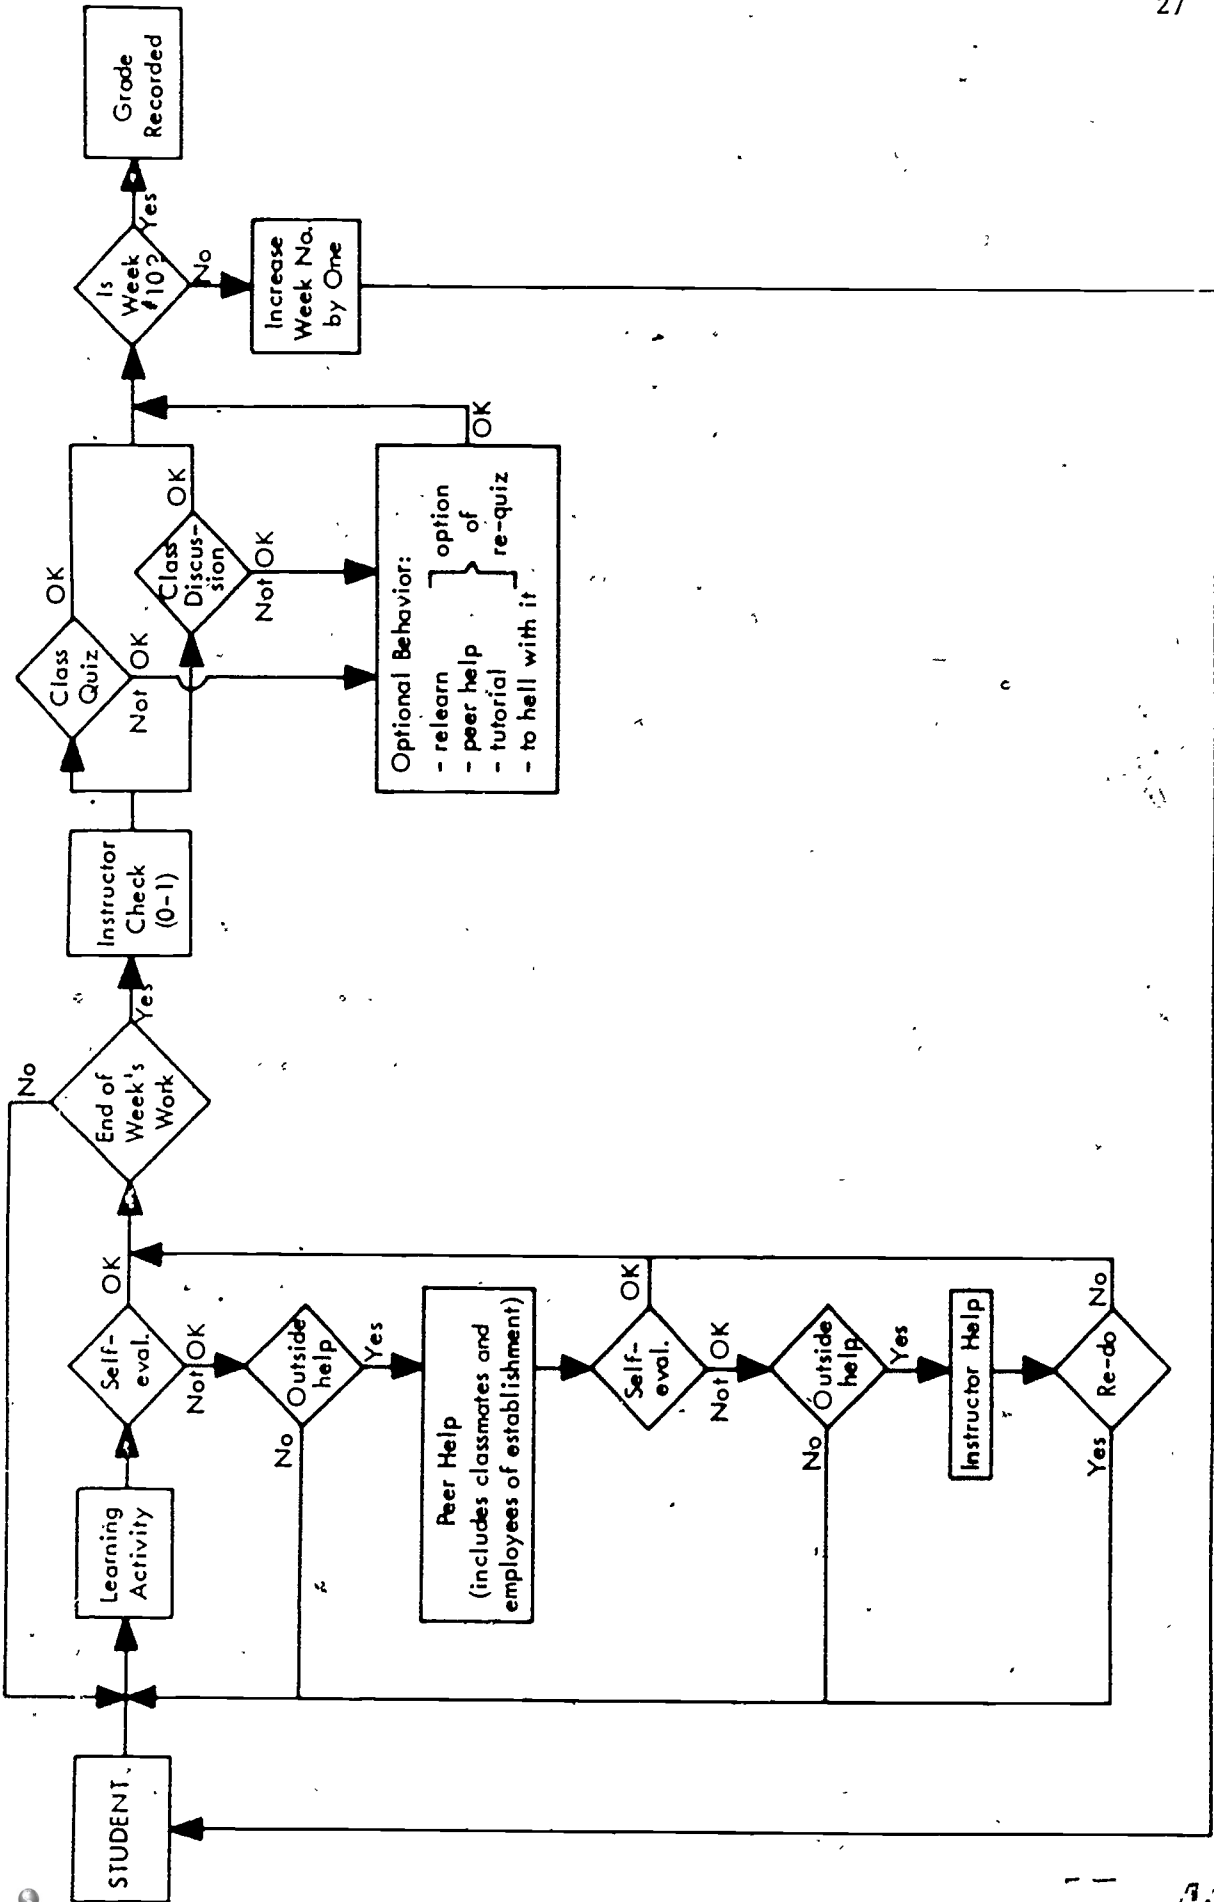 27
STUDENT
Learning
Activity
Self-
eval.
OK
Not OK
Outside
help
No
Yes
Peer Help
(includes classmates and
employees of establishment)
Self-
eval.
OK
Not OK
Outside
help
No
Yes
Instructor Help
Re-do
Yes
No
End of
Week's
Work
No
Yes
Instructor
Check
(0-1)
Class
Quiz
OK
Not OK
Class
Discus-
sion
OK
Not OK
Optional Behavior:
- relearn
- peer help
- tutorial
- to hell with it
option
of
re-quiz
OK
Is
Week
#10?
Yes
No
Increase
Week No.
by One
Grade
Recorded